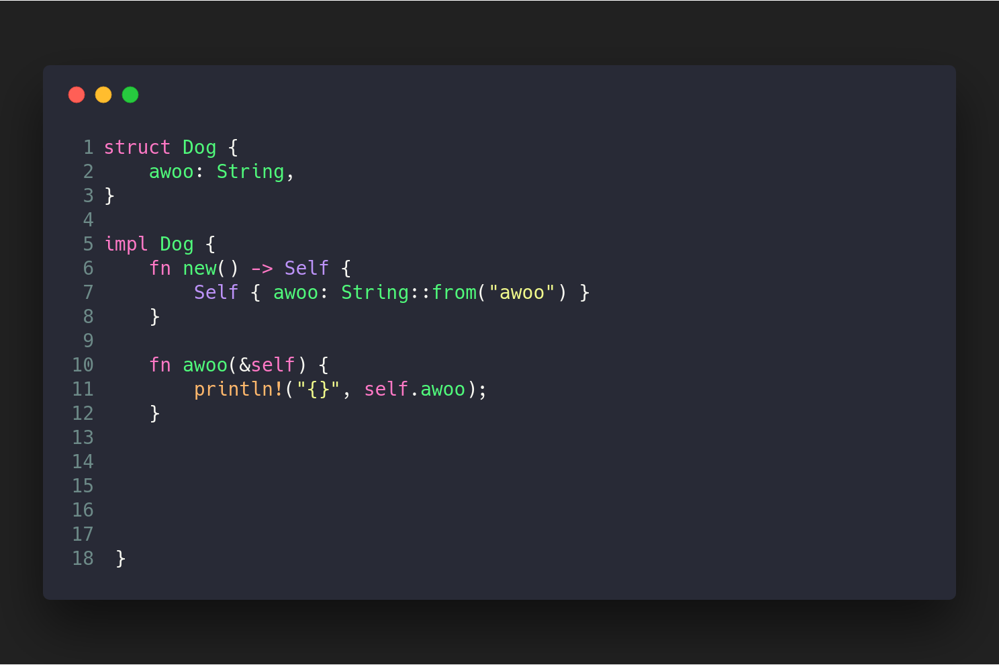 1 struct Dog {
2     awoo: String,
3 }
4
5 impl Dog {
6     fn new() -> Self {
7         Self { awoo: String::from("awoo") }
8     }
9
10     fn awoo(&self) {
11         println!("{}", self.awoo);
12     }
13
14
15
16
17
18  }